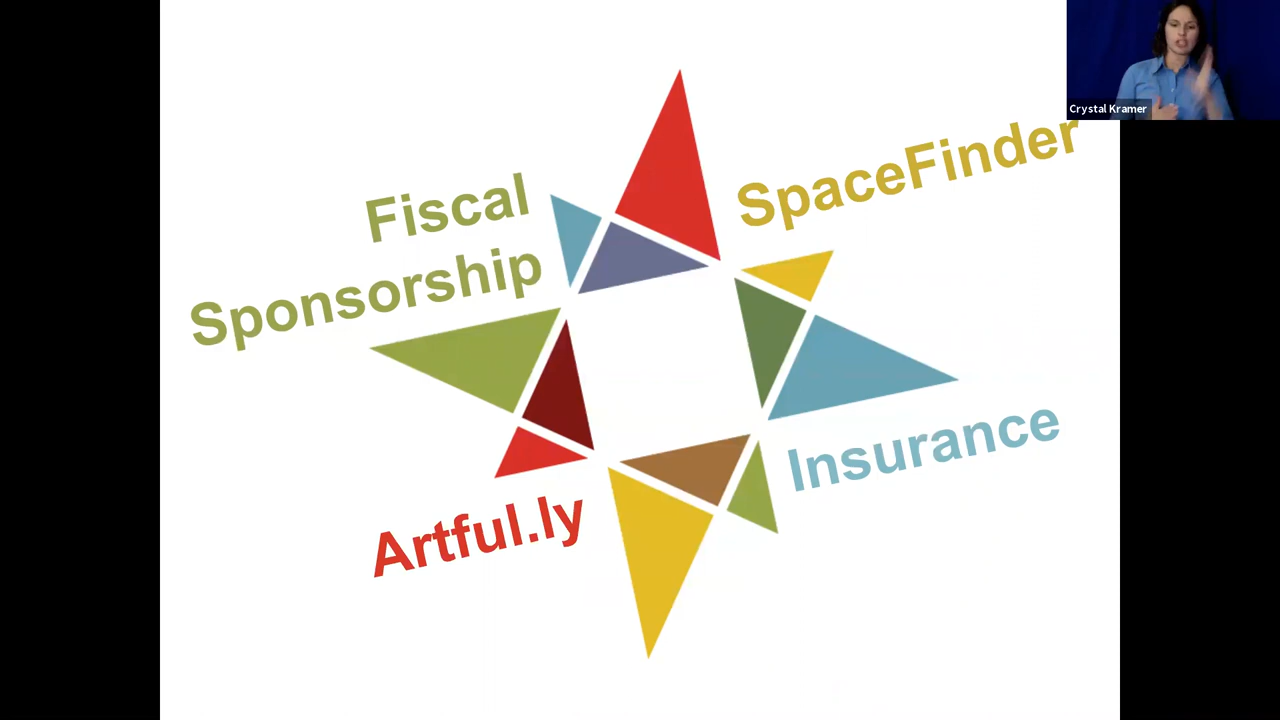 Crystal Kramer
SpaceFinder
Fiscal
Sponsorship
Insurance
Artful.ly